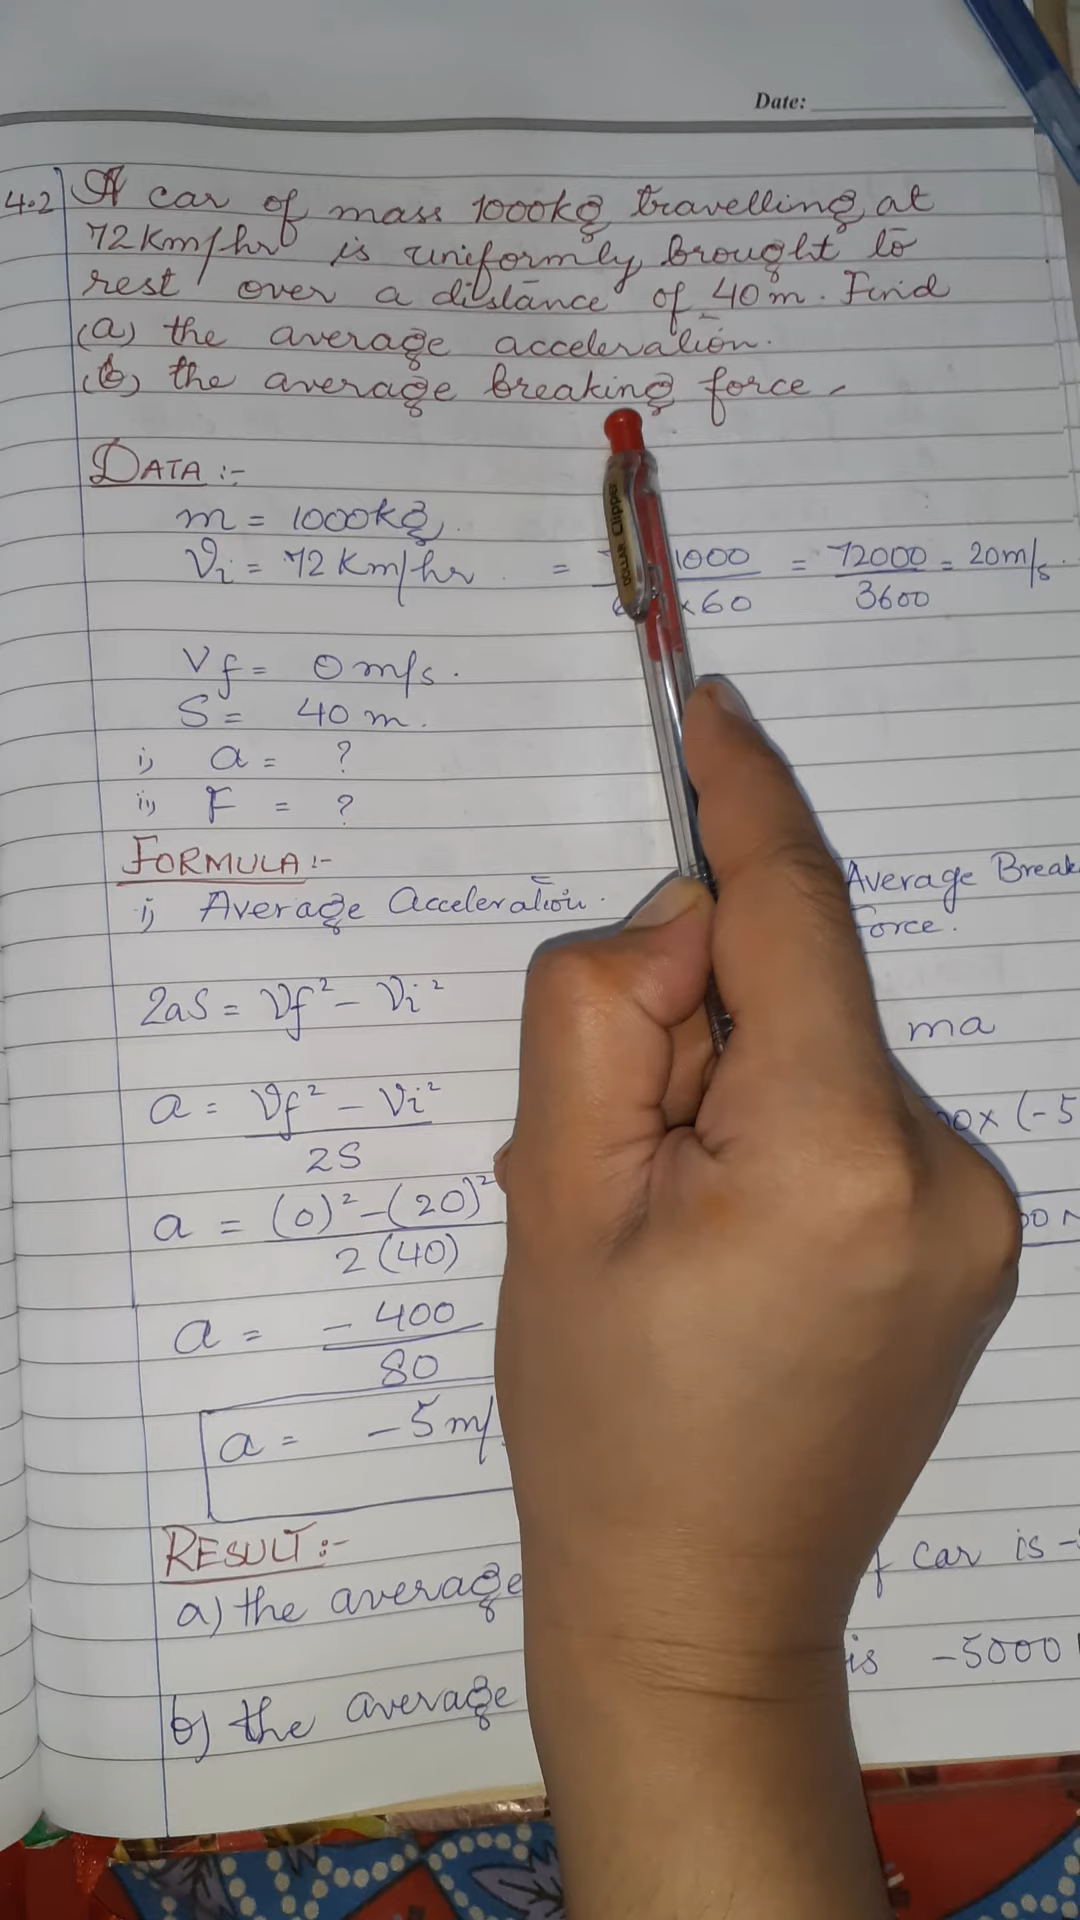 Date:
4.2 A car of mass 1000kg travelling at
72 Km/hr is uniformly brought to
rest over a distance of 40 m. Find
(a) the average acceleration.
(b) the average breaking force.
DATA :-
m = 1000kg.
Vi = 72 Km/hr. = 1000 = 72000 = 20m/s.
×60 3600
DOLLAR Clipper
Vf = 0 m/s.
S = 40 m.
i) a = ?
ii) F = ?
FORMULA :-
i) Average Acceleration.
Average Break
Force.
2aS = Vf² - Vi²
ma
a = Vf² - Vi²
2S
00× (-5
a = (0)² - (20)²
2 (40)
00 N
a = - 400
80
a = -5 m/
RESULT :-
a) the average f car is -
b) the average is -5000